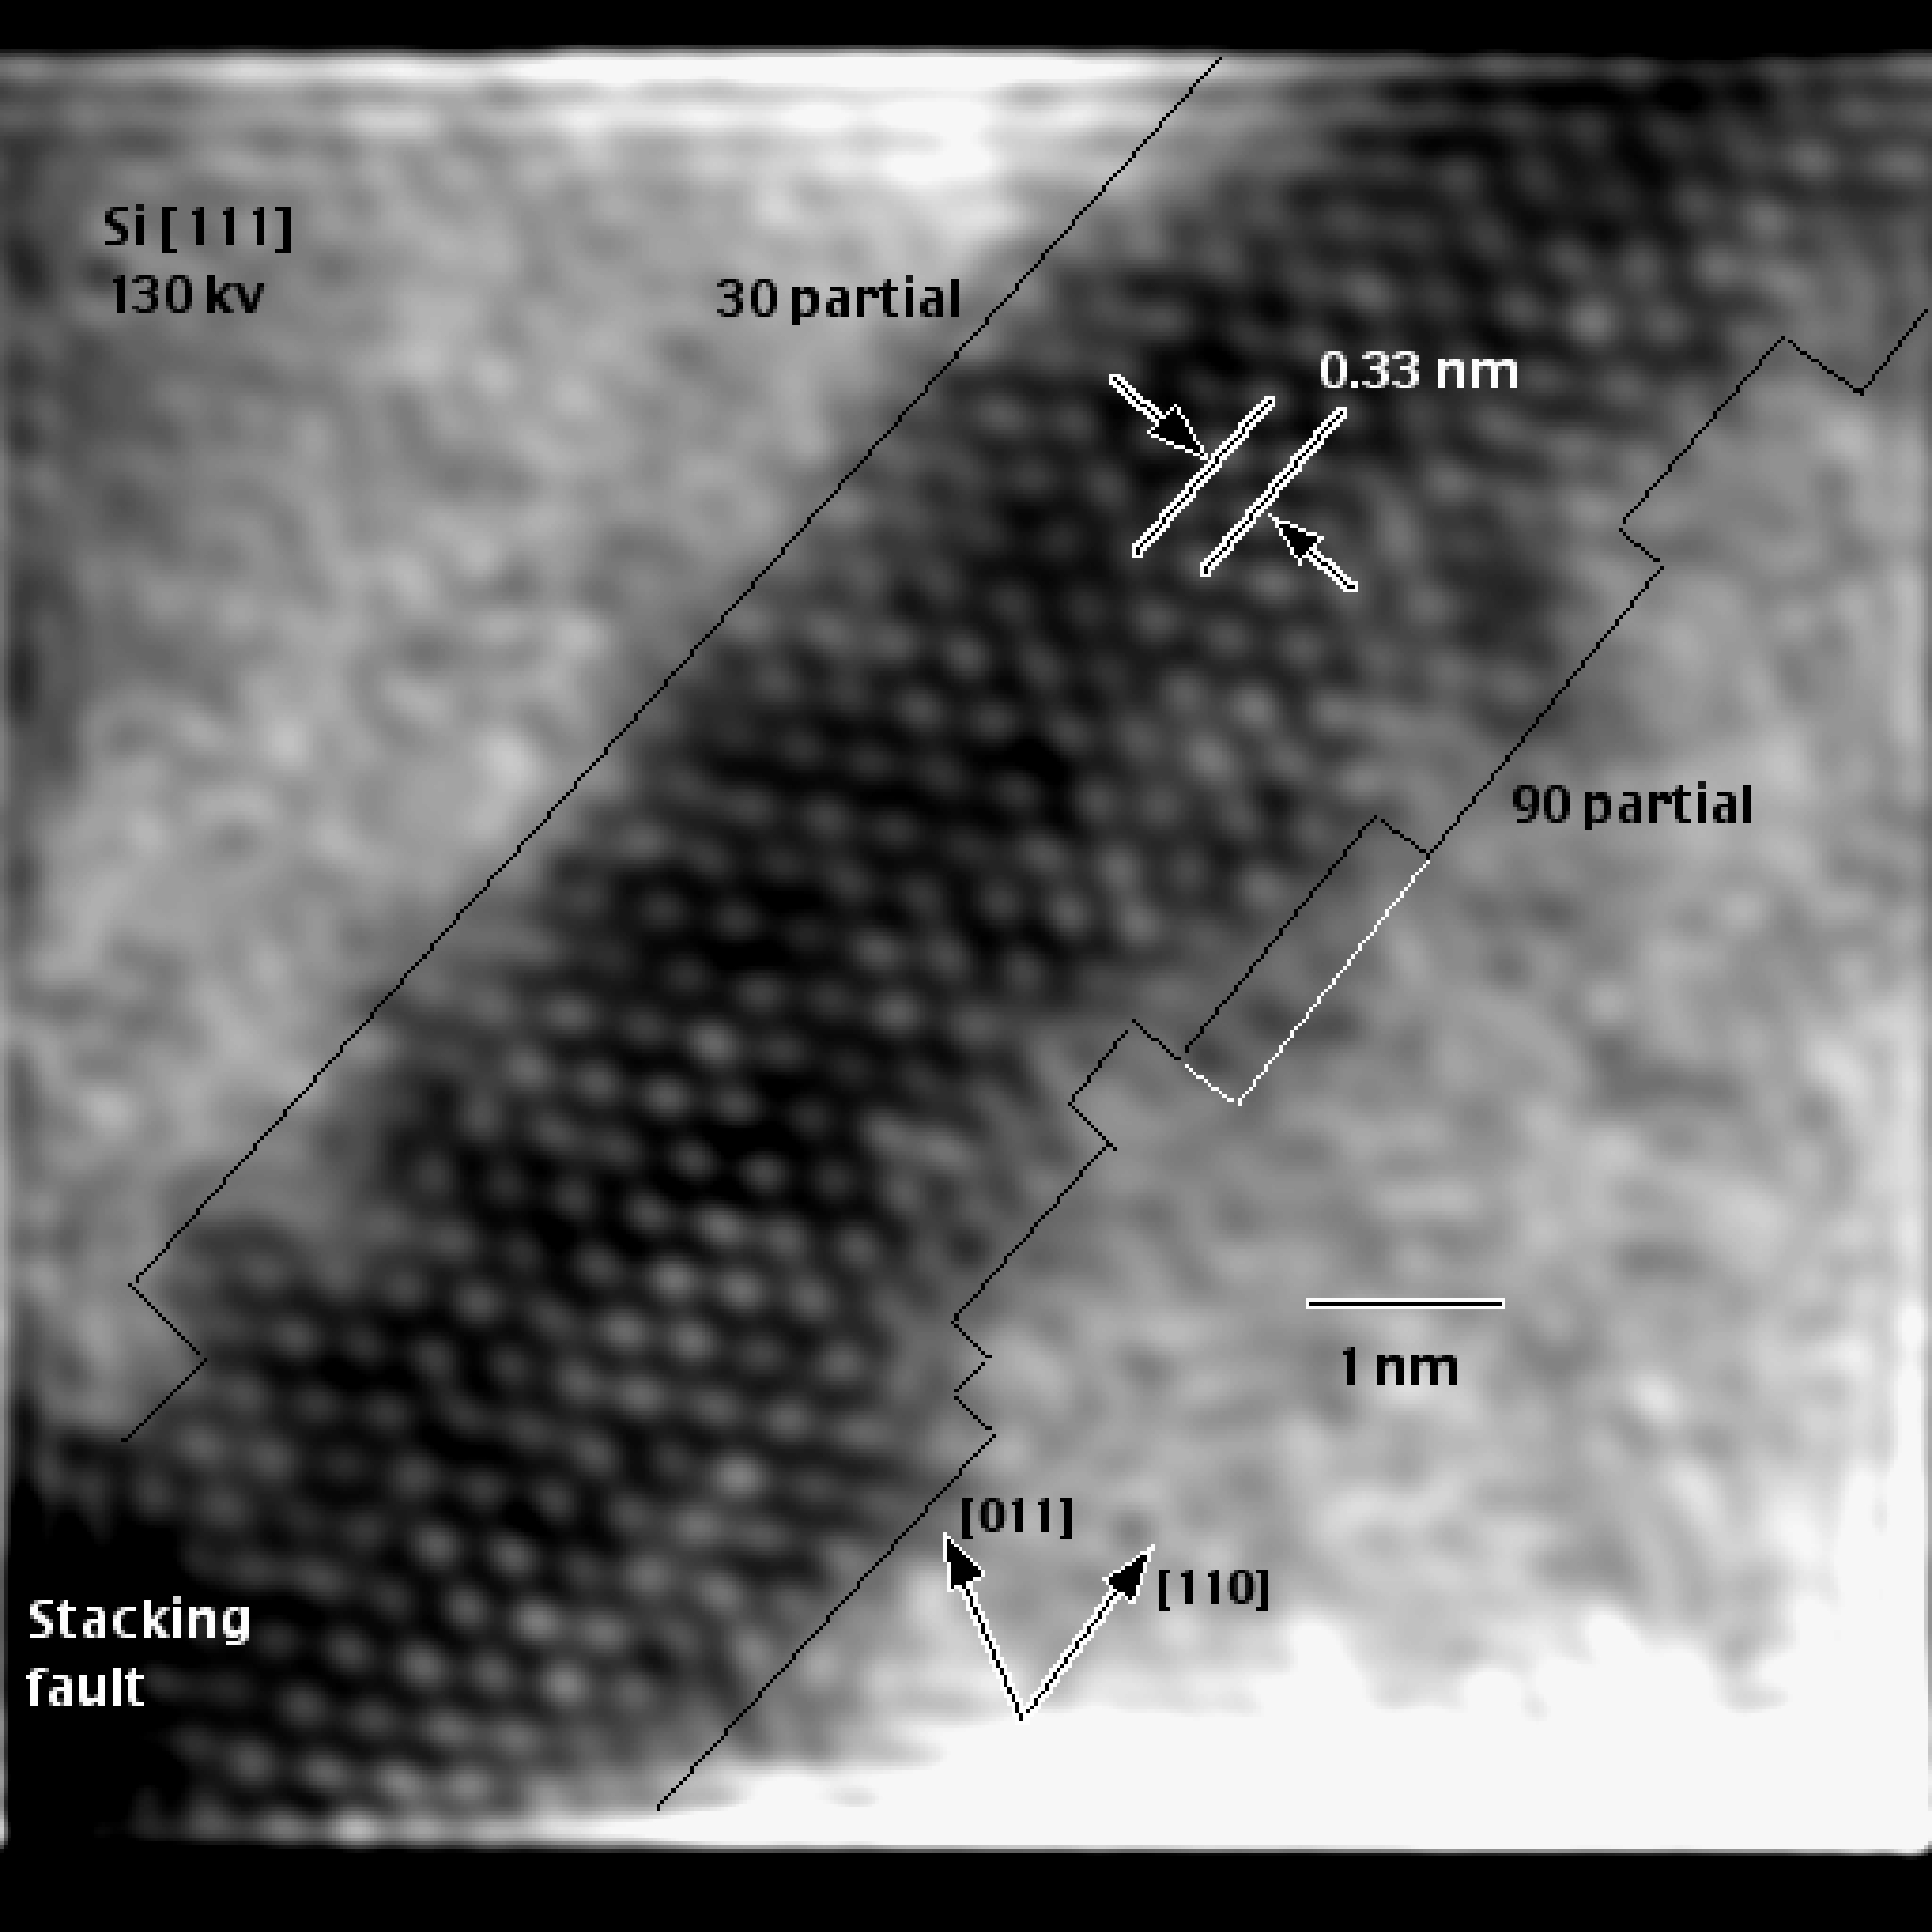 Si [111]
130 kv
30 partial
0.33 nm
90 partial
1 nm
[011]
[110]
Stacking
fault